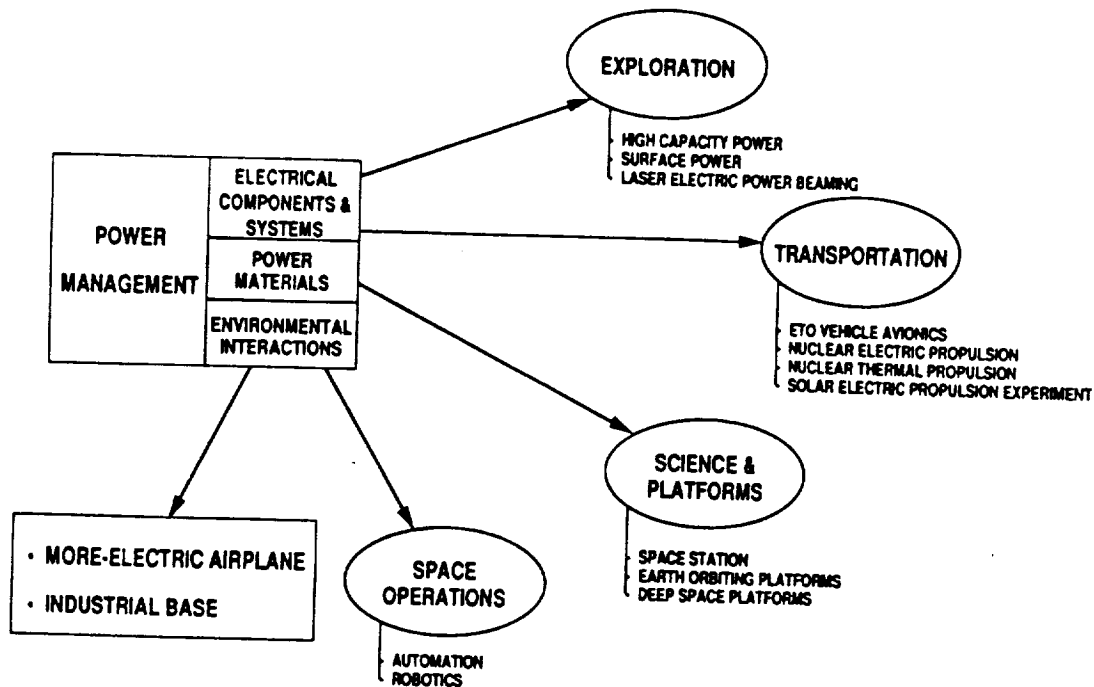 EXPLORATION
HIGH CAPACITY POWER
SURFACE POWER
LASER ELECTRIC POWER BEAMING
POWER
MANAGEMENT
ELECTRICAL
COMPONENTS &
SYSTEMS
POWER
MATERIALS
ENVIRONMENTAL
INTERACTIONS
TRANSPORTATION
ETO VEHICLE AVIONICS
NUCLEAR ELECTRIC PROPULSION
NUCLEAR THERMAL PROPULSION
SOLAR ELECTRIC PROPULSION EXPERIMENT
SCIENCE &
PLATFORMS
SPACE STATION
EARTH ORBITING PLATFORMS
DEEP SPACE PLATFORMS
• MORE-ELECTRIC AIRPLANE
• INDUSTRIAL BASE
SPACE
OPERATIONS
AUTOMATION
ROBOTICS